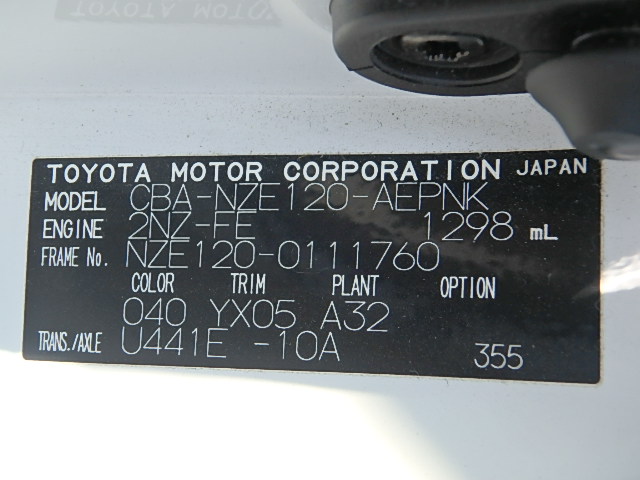 TOYOTA MOTOR CORPORATION JAPAN
MODEL CBA-NZE120-AEPNK
ENGINE 2NZ-FE 1298 mL
FRAME No. NZE120-0111760
COLOR TRIM PLANT OPTION
040 YX05 A32
TRANS./AXLE U441E -10A
355